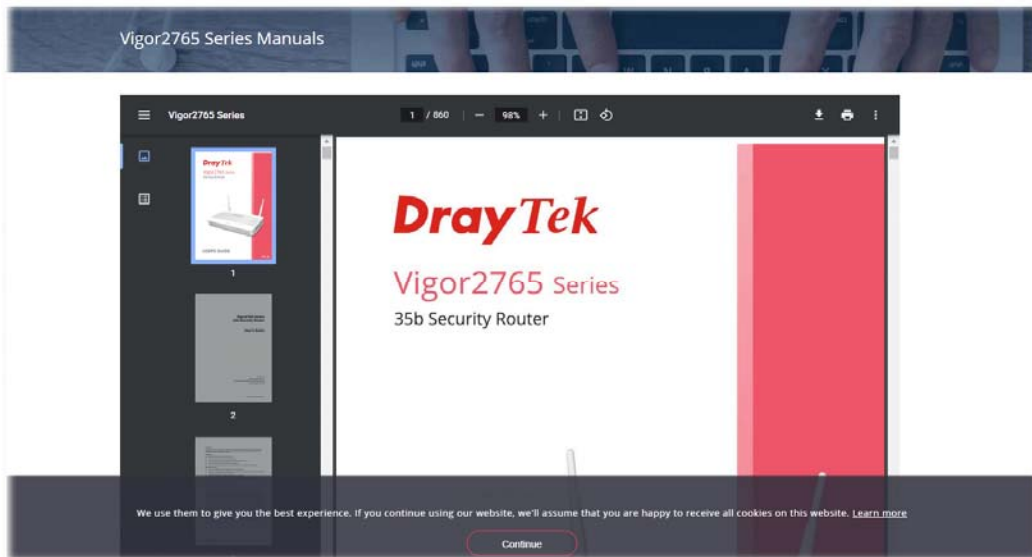 Vigor2765 Series Manuals
Vigor2765 Series
1 / 860
98%
DrayTek
Vigor2765 Series
35b Security Router
DrayTek
1
2
We use them to give you the best experience. If you continue using our website, we'll assume that you are happy to receive all cookies on this website. Learn more
Continue